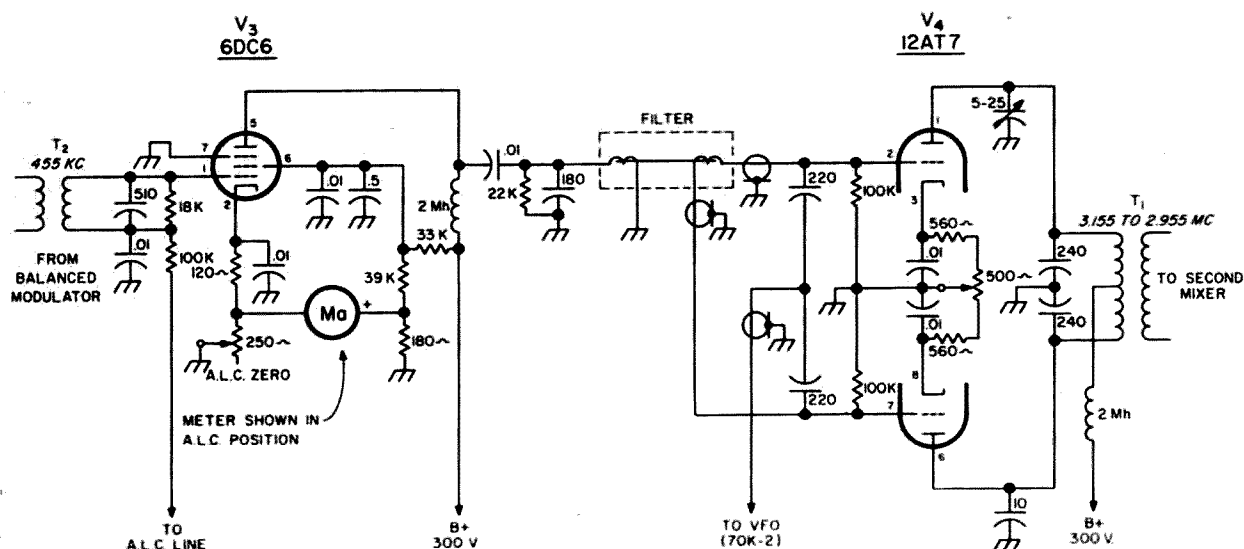 V3
6DC6
V4
12AT7
T2
455 KC
5
7
1
6
2
510
18K
.01
100K
120~
.01
.01
.5
2 Mh
33 K
39 K
.01
22K
180
FILTER
FROM
BALANCED
MODULATOR
Ma
+
250~
A.L.C. ZERO
180~
METER SHOWN IN
A.L.C. POSITION
TO
A.L.C. LINE
B+
300 V
220
100K
220
100K
TO VFO
(70K-2)
1
2
3
5-25
560~
.01
500~
.01
560~
8
7
6
240
240
T1
3.155 TO 2.955 MC
TO SECOND
MIXER
2 Mh
10
B+
300 V.